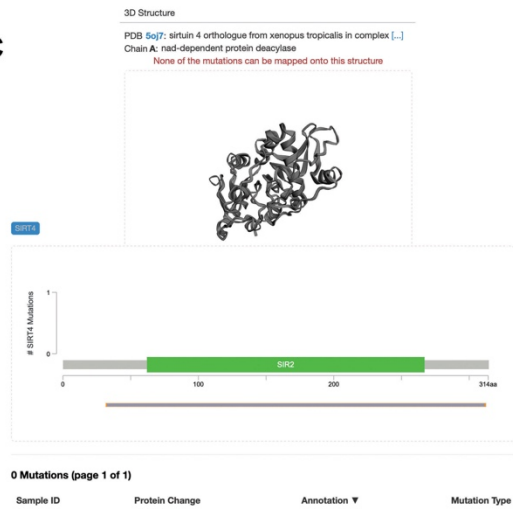 C
3D Structure
PDB 5oj7: sirtuin 4 orthologue from xenopus tropicalis in complex [...]
Chain A: nad-dependent protein deacylase
None of the mutations can be mapped onto this structure
SIRT4
# SIRT4 Mutations
1
0
SIR2
0 100 200 314aa
0 Mutations (page 1 of 1)
Sample ID Protein Change Annotation ▼ Mutation Type